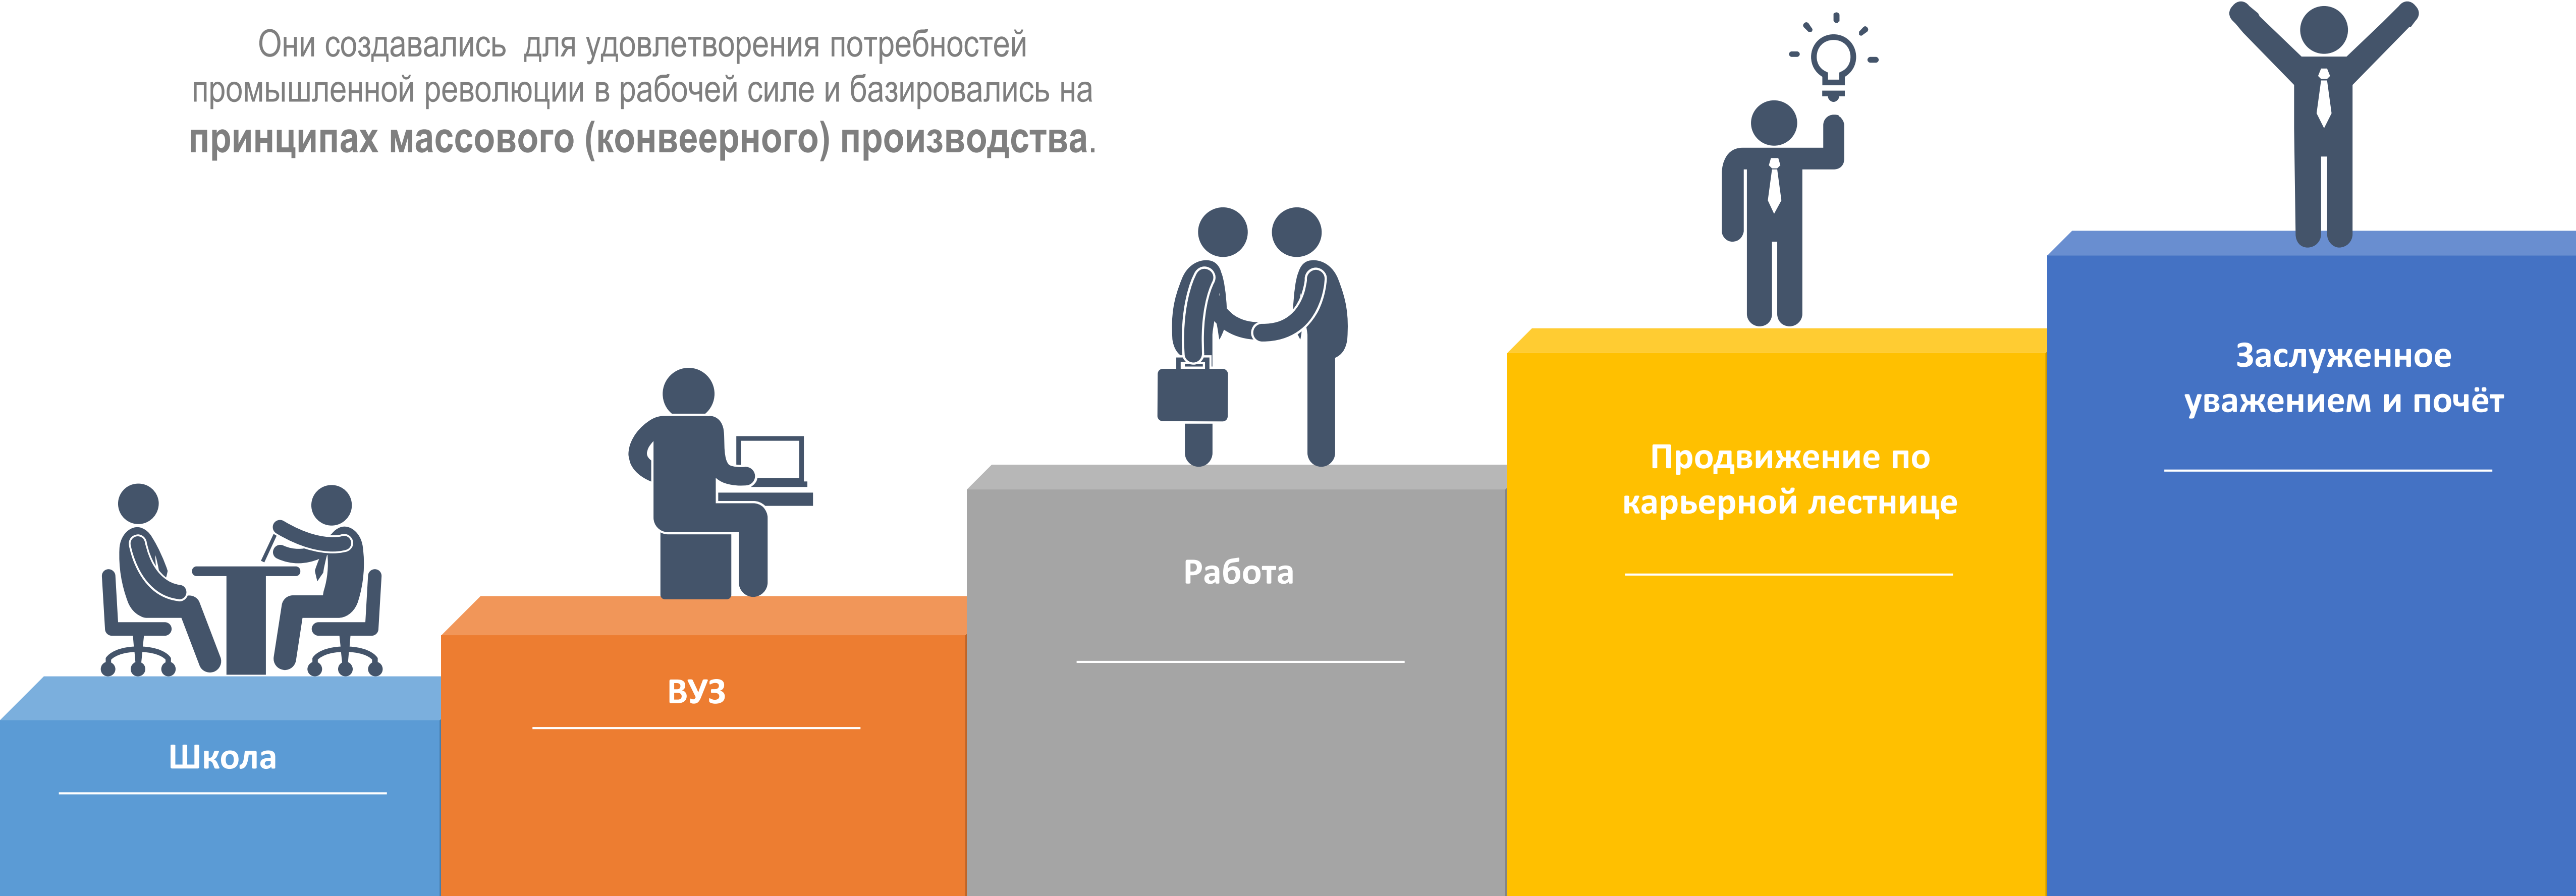 Они создавались для удовлетворения потребностей
промышленной революции в рабочей силе и базировались на
принципах массового (конвеерного) производства.
Школа
ВУЗ
Работа
Продвижение по
карьерной лестнице
Заслуженное
уважением и почёт